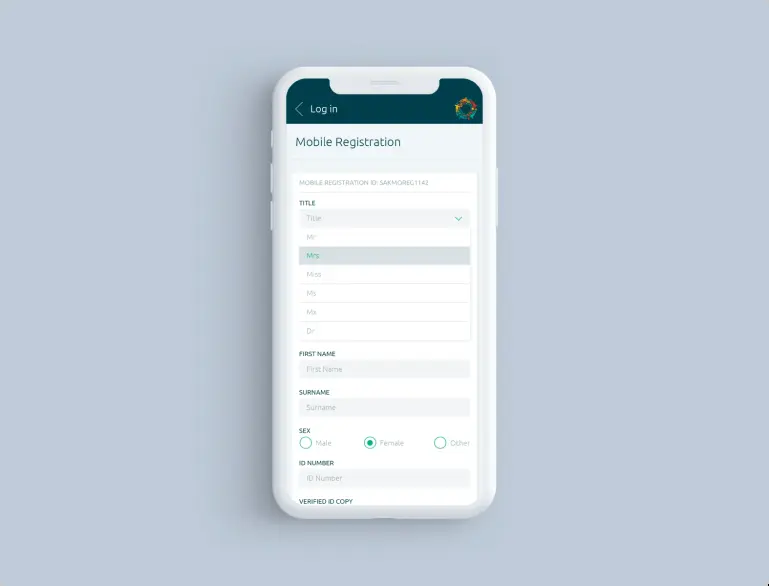 Log in
Mobile Registration
MOBILE REGISTRATION ID: SAKMOREG1142
TITLE
Title
Mr
Mrs
Miss
Ms
Mx
Dr
FIRST NAME
First Name
SURNAME
Surname
SEX
Male Female Other
ID NUMBER
ID Number
VERIFIED ID COPY